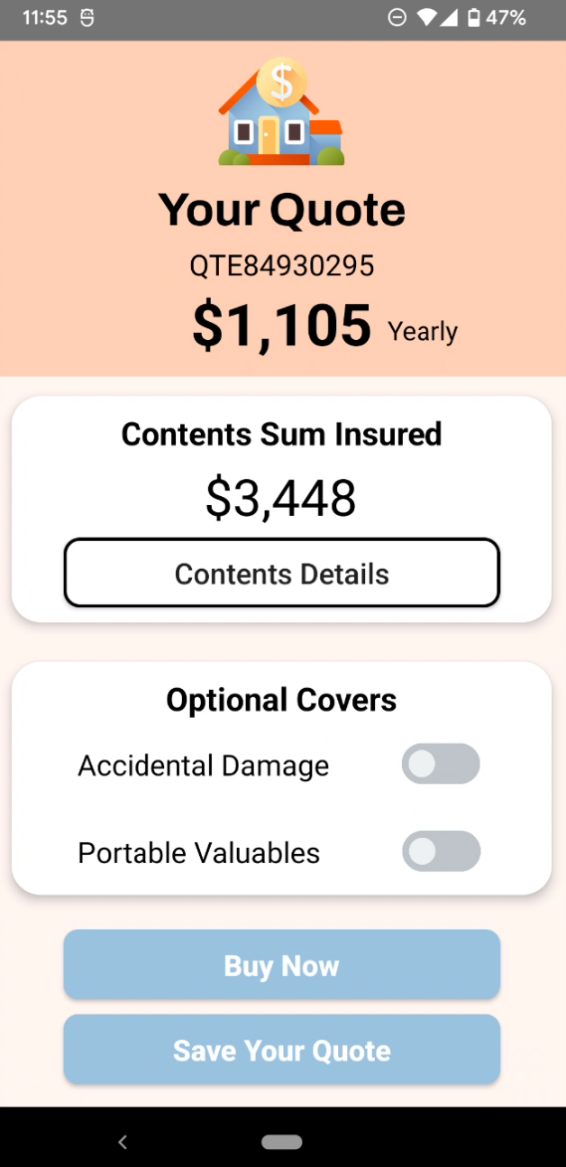 11:55 47%
$
Your Quote
QTE84930295
$1,105 Yearly
Contents Sum Insured
$3,448
Contents Details
Optional Covers
Accidental Damage
Portable Valuables
Buy Now
Save Your Quote